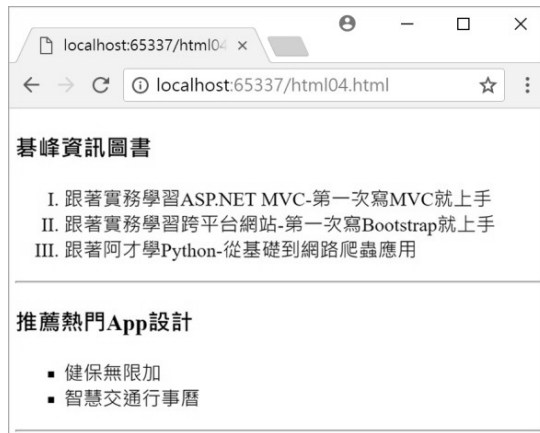 localhost:65337/html04
localhost:65337/html04.html
碁峰資訊圖書
I. 跟著實務學習ASP.NET MVC-第一次寫MVC就上手
II. 跟著實務學習跨平台網站-第一次寫Bootstrap就上手
III. 跟著阿才學Python-從基礎到網路爬蟲應用
推薦熱門App設計
▪ 健保無限加
▪ 智慧交通行事曆